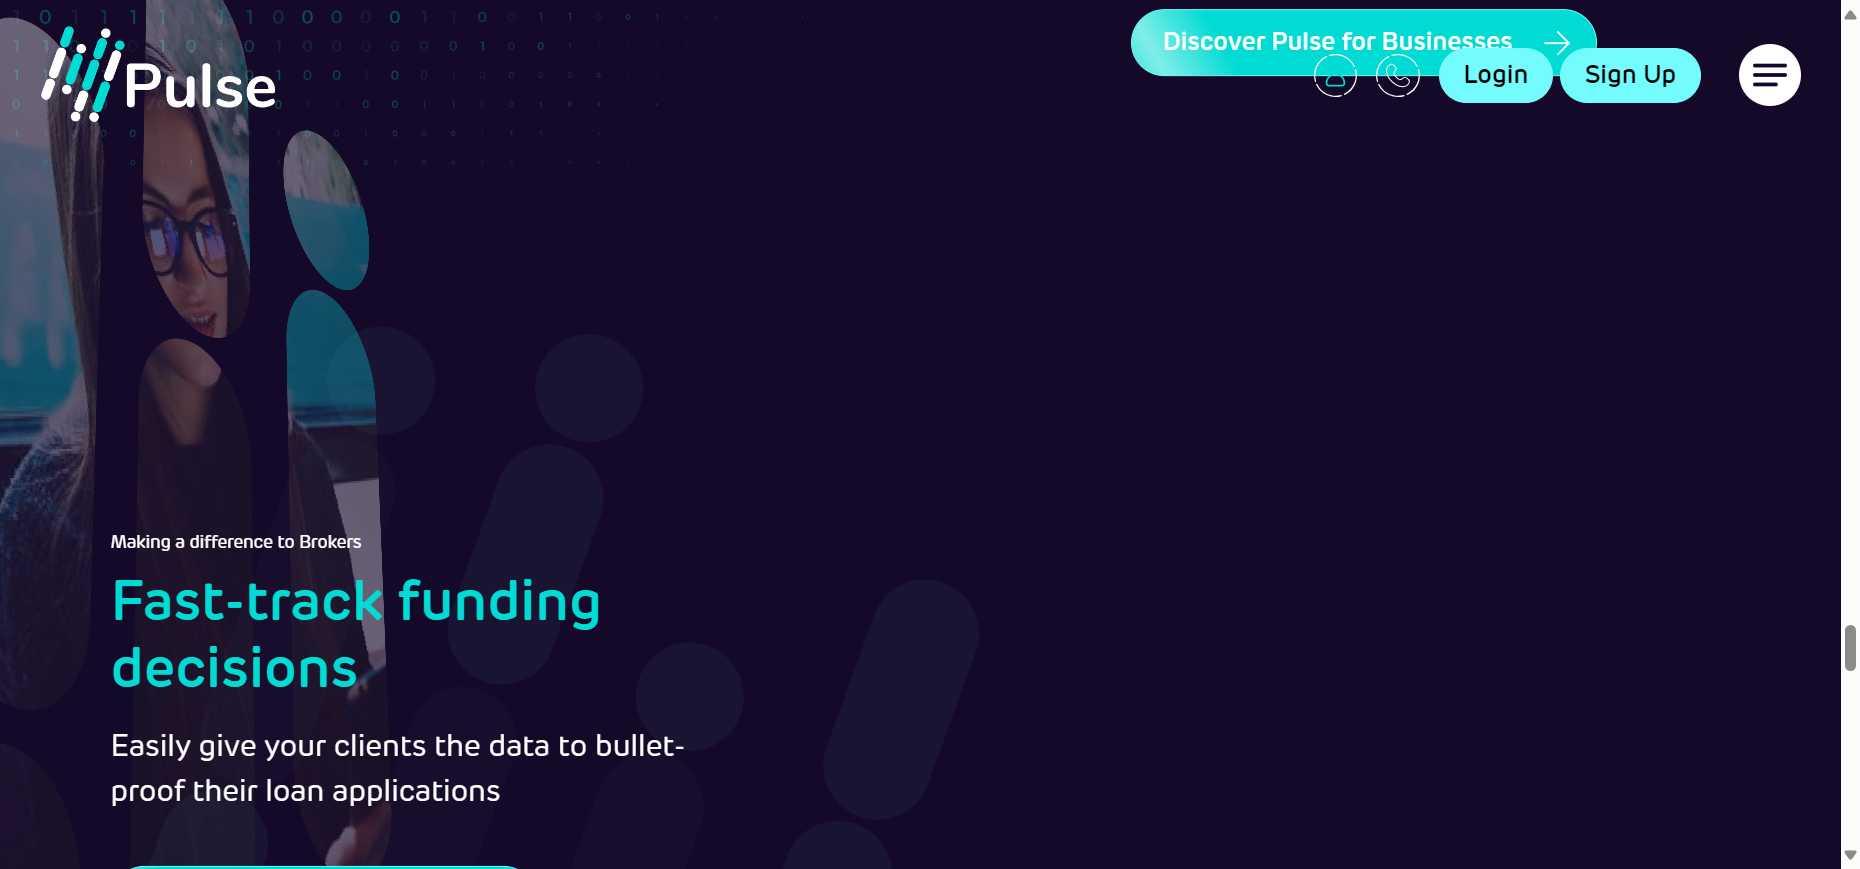 Pulse
Discover Pulse for Businesses
Login
Sign Up
Making a difference to Brokers
Fast-track funding
decisions
Easily give your clients the data to bullet-
proof their loan applications